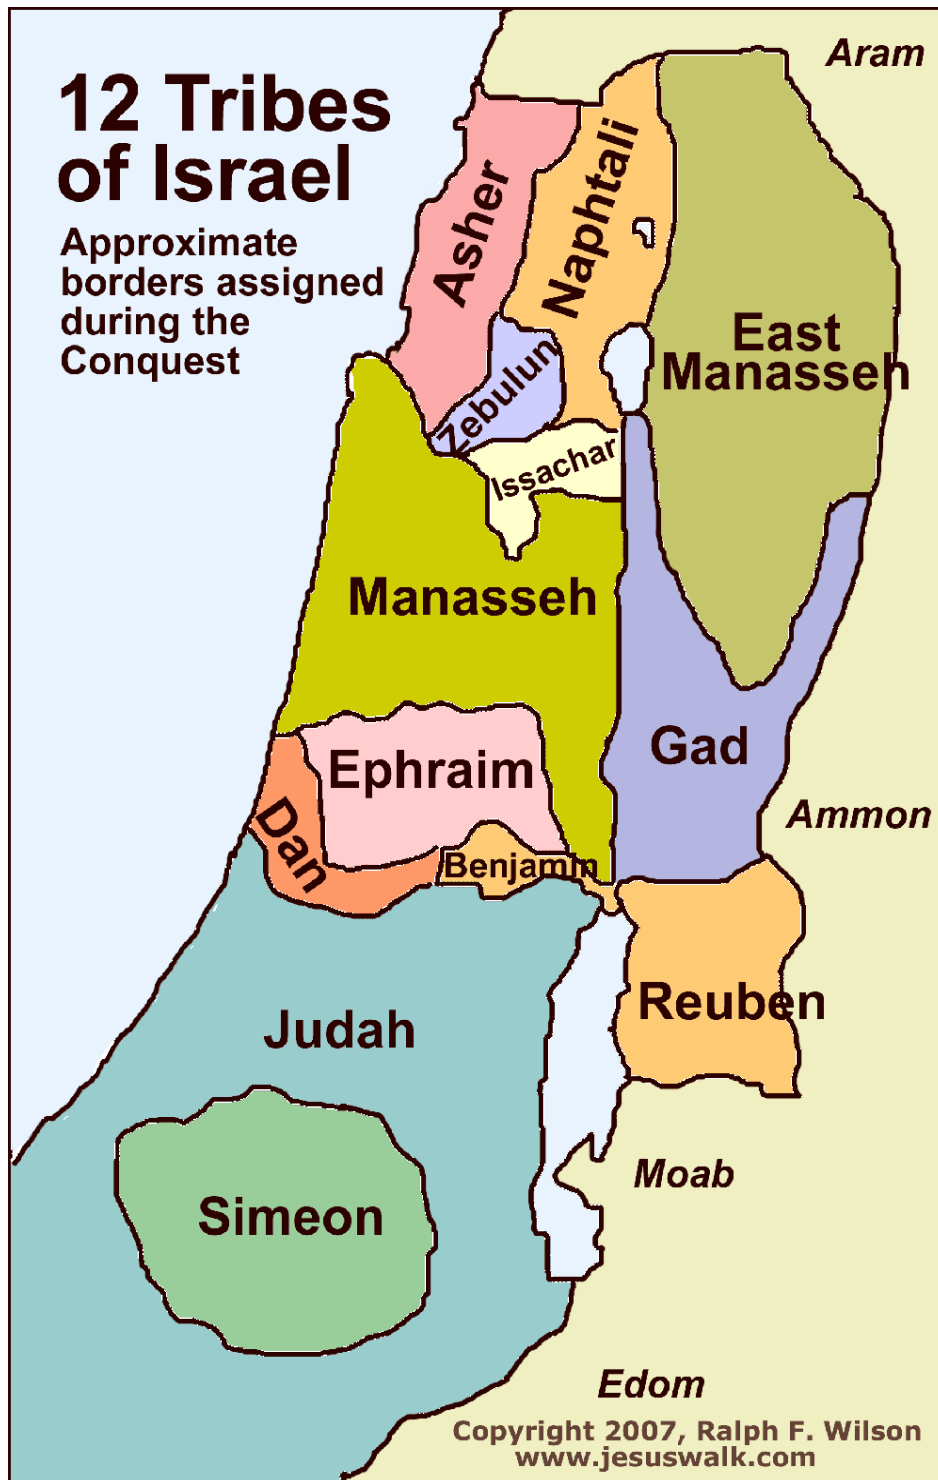 12 Tribes
of Israel
Approximate
borders assigned
during the
Conquest
Aram
Asher
Naphtali
East
Manasseh
Zebulun
Issachar
Manasseh
Gad
Ephraim
Dan
Ammon
Benjamin
Reuben
Judah
Moab
Simeon
Edom
Copyright 2007, Ralph F. Wilson
www.jesuswalk.com